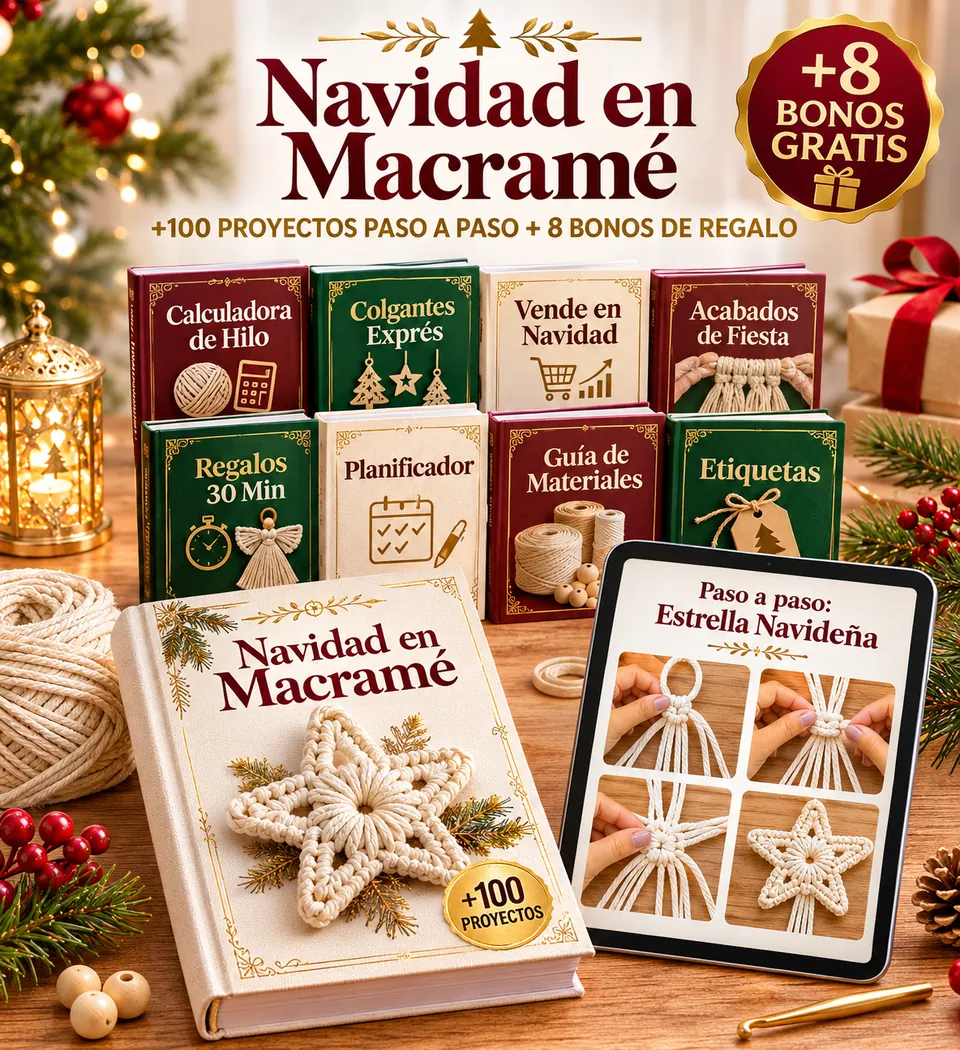 Navidad en
Macramé
+8
BONOS
GRATIS
+100 PROYECTOS PASO A PASO + 8 BONOS DE REGALO
Calculadora
de Hilo
Colgantes
Exprés
Vende en
Navidad
Acabados
de Fiesta
Regalos
30 Min
Planificador
Guía de
Materiales
Etiquetas
Navidad en
Macramé
+100
PROYECTOS
Paso a paso:
Estrella Navideña